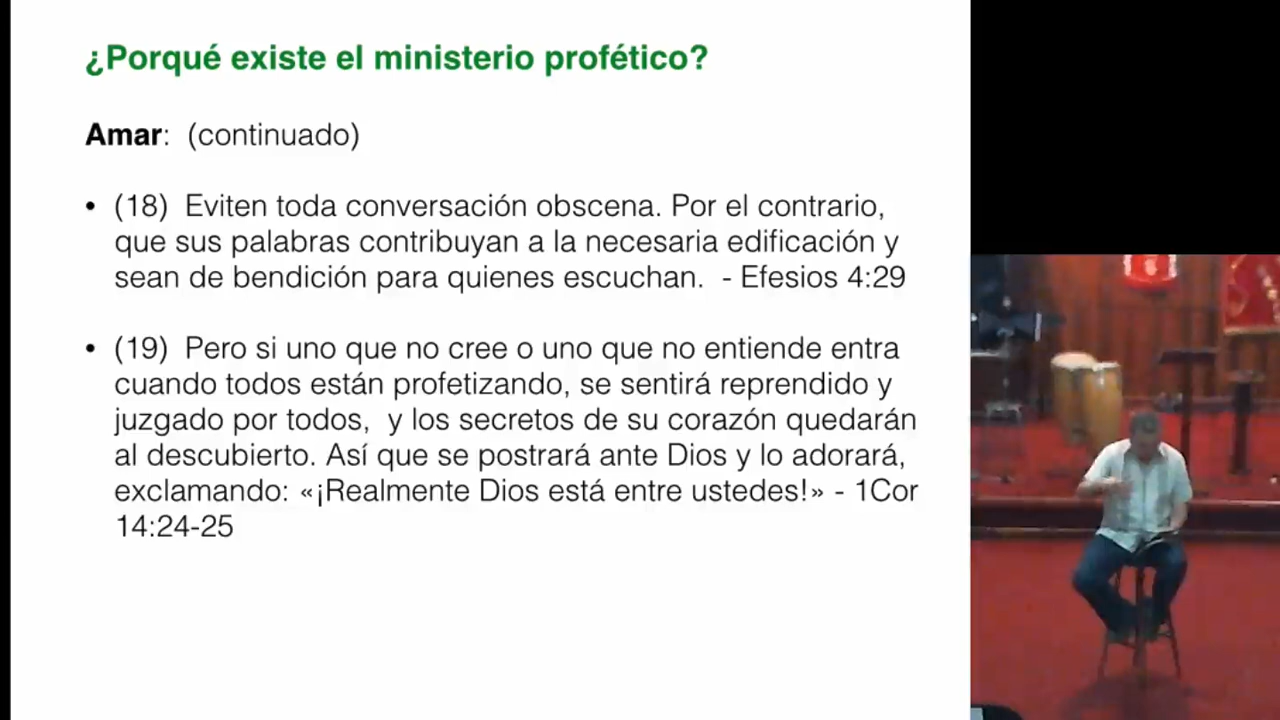 ¿Porqué existe el ministerio profético?
Amar: (continuado)
• (18) Eviten toda conversación obscena. Por el contrario,
que sus palabras contribuyan a la necesaria edificación y
sean de bendición para quienes escuchan. - Efesios 4:29
• (19) Pero si uno que no cree o uno que no entiende entra
cuando todos están profetizando, se sentirá reprendido y
juzgado por todos, y los secretos de su corazón quedarán
al descubierto. Así que se postrará ante Dios y lo adorará,
exclamando: «¡Realmente Dios está entre ustedes!» - 1Cor
14:24-25